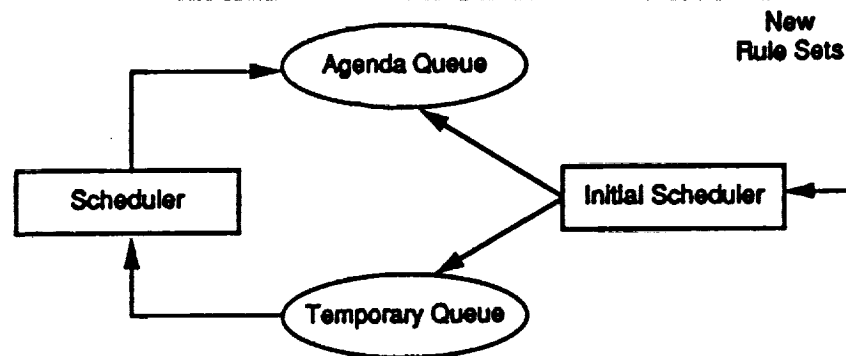 New
Rule Sets
Agenda Queue
Scheduler
Initial Scheduler
Temporary Queue